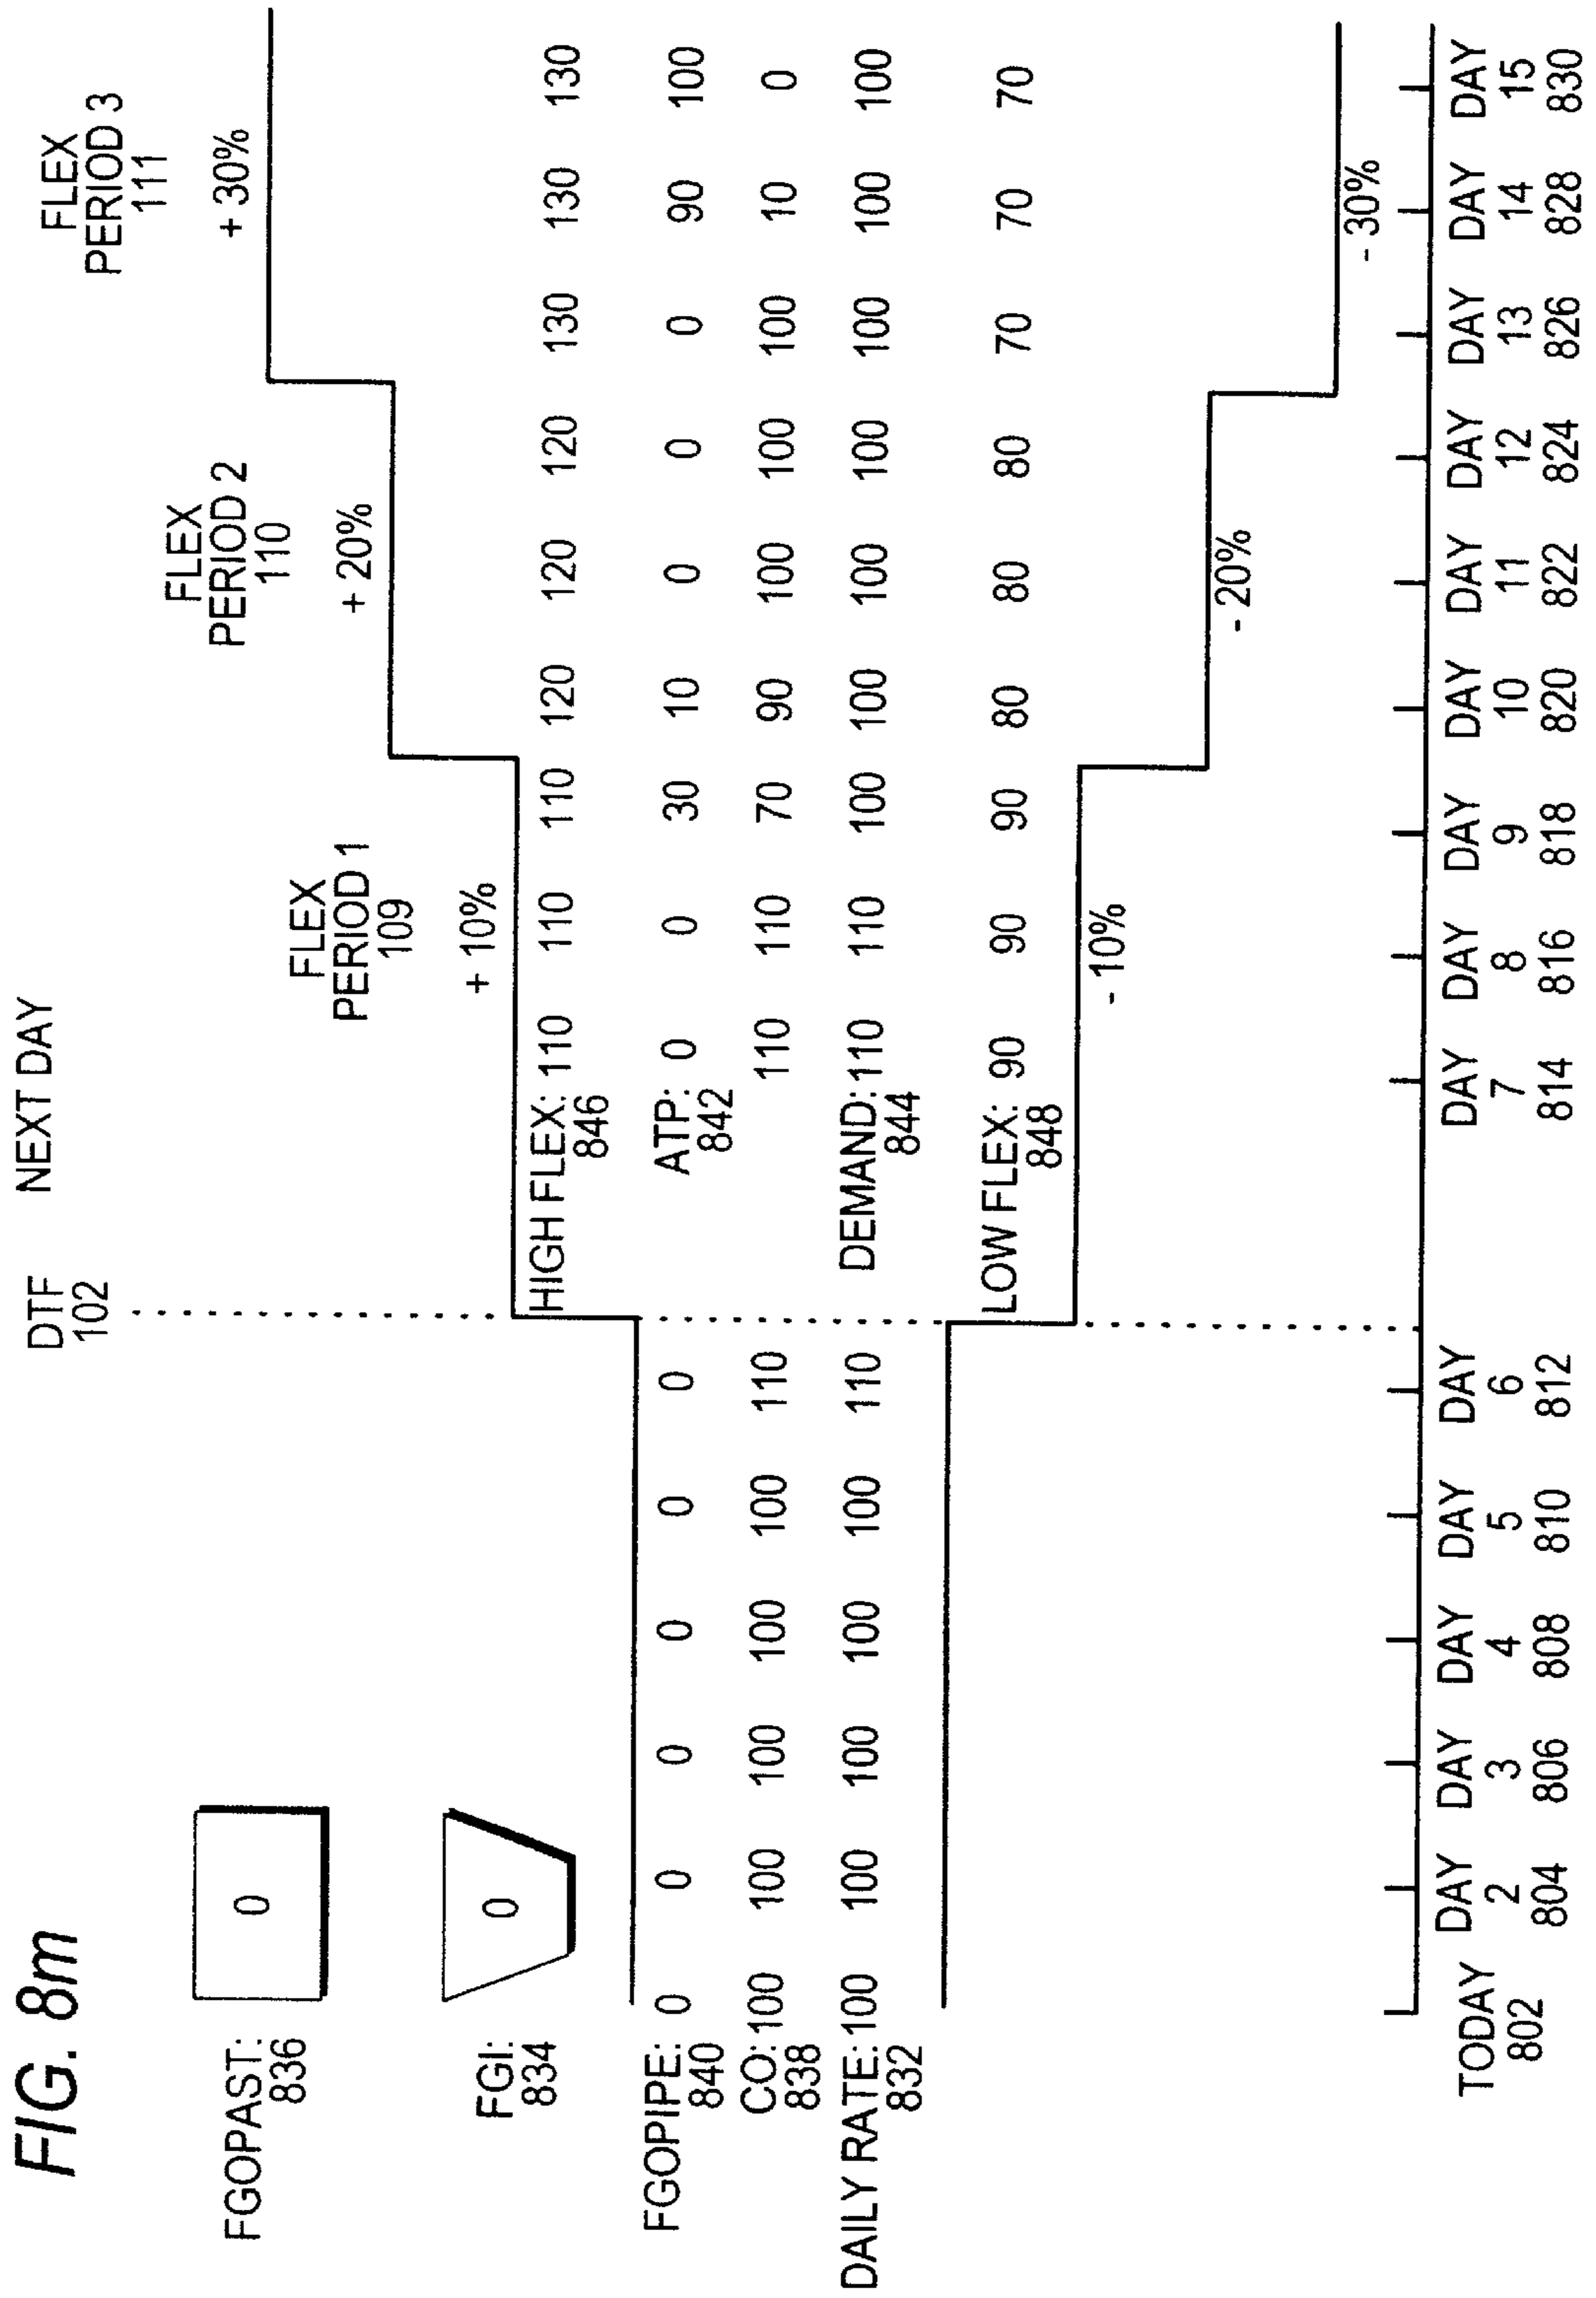 FIG. 8m
DTF
102
NEXT DAY
FLEX
PERIOD 3
111
+ 30%
FLEX
PERIOD 2
110
+ 20%
FLEX
PERIOD 1
109
+ 10%
FGOPAST:
836
0
FGI:
834
0
HIGH FLEX: 110 110 110 120 120 120 130 130 130
846
FGOPIPE: 0 0 0 0 0 0
840
ATP: 0 0 30 10 0 0 0 90 100
842
CO: 100 100 100 100 100 110 110 110 70 90 100 100 100 10 0
838
DAILY RATE: 100 100 100 100 100 110
832
DEMAND: 110 110 100 100 100 100 100 100 100
844
LOW FLEX: 90 90 90 80 80 80 70 70 70
848
- 10%
- 20%
- 30%
TODAY DAY DAY DAY DAY DAY DAY DAY DAY DAY DAY DAY DAY DAY DAY
2 3 4 5 6 7 8 9 10 11 12 13 14 15
802 804 806 808 810 812 814 816 818 820 822 824 826 828 830